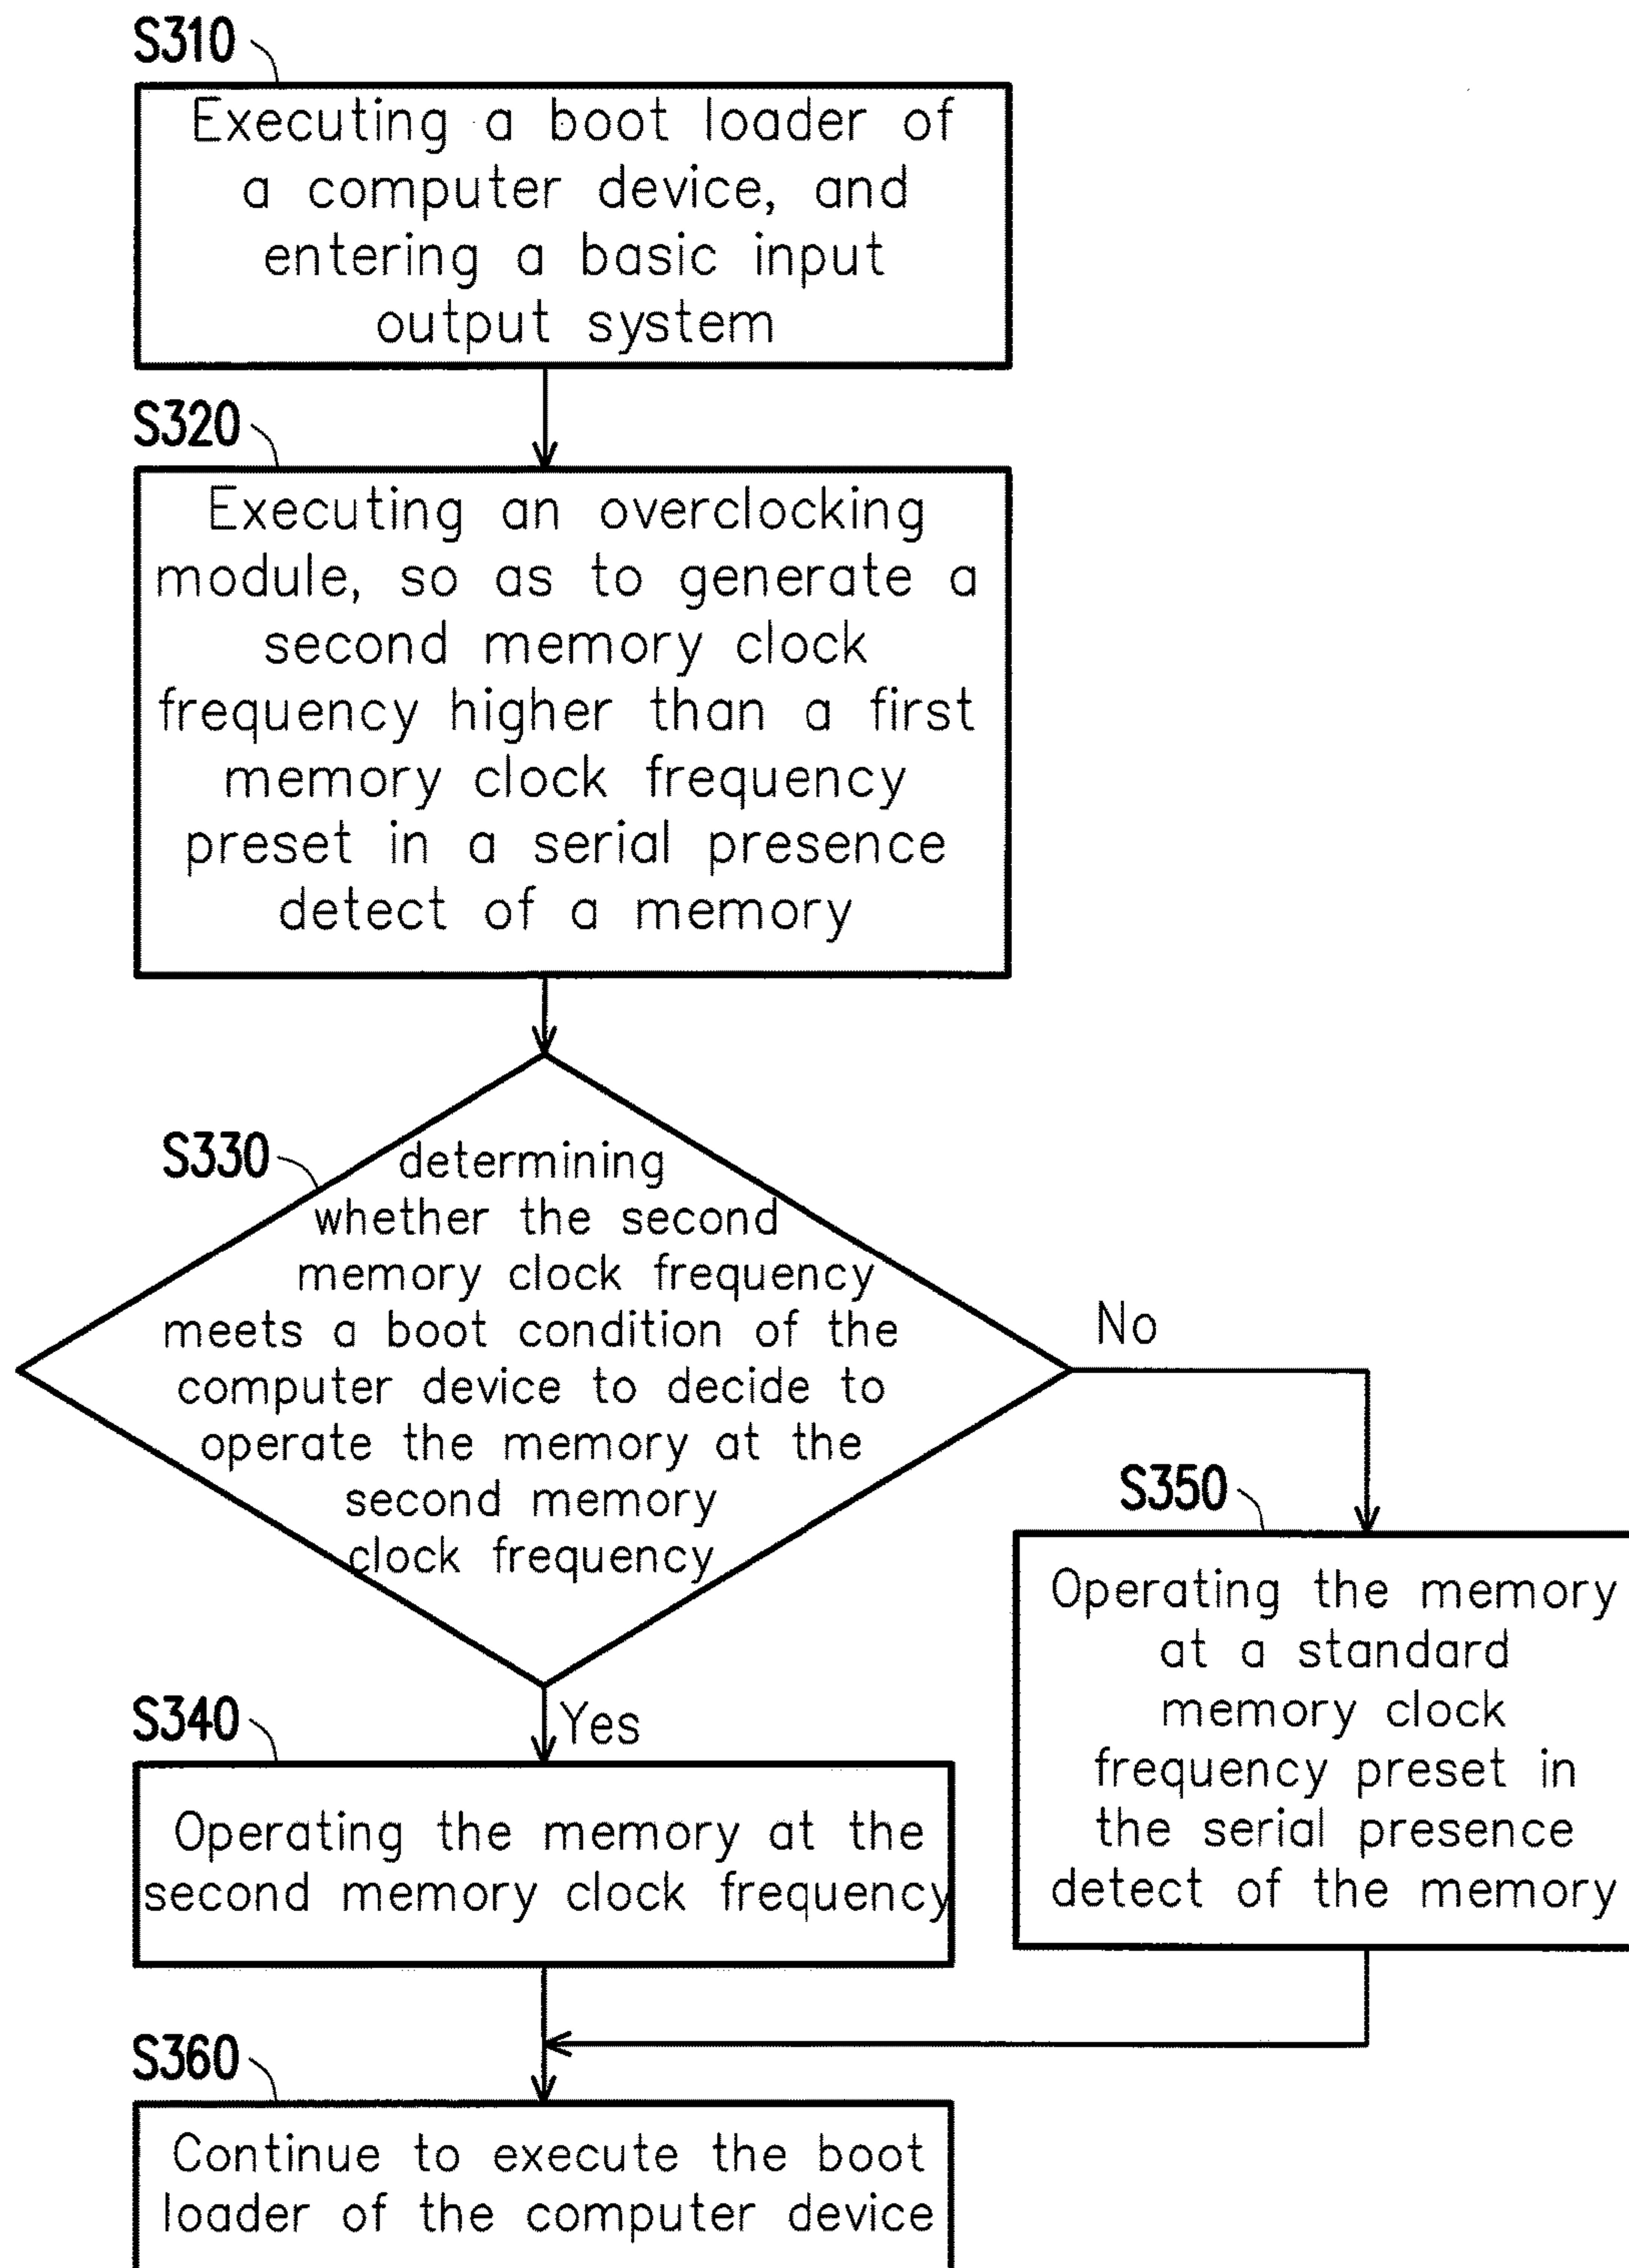 S310
Executing a boot loader of
a computer device, and
entering a basic input
output system
S320
Executing an overclocking
module, so as to generate a
second memory clock
frequency higher than a first
memory clock frequency
preset in a serial presence
detect of a memory
S330
determining
whether the second
memory clock frequency
meets a boot condition of the
computer device to decide to
operate the memory at the
second memory
clock frequency
No
S350
Operating the memory
at a standard
memory clock
frequency preset in
the serial presence
detect of the memory
Yes
S340
Operating the memory at the
second memory clock frequency
S360
Continue to execute the boot
loader of the computer device